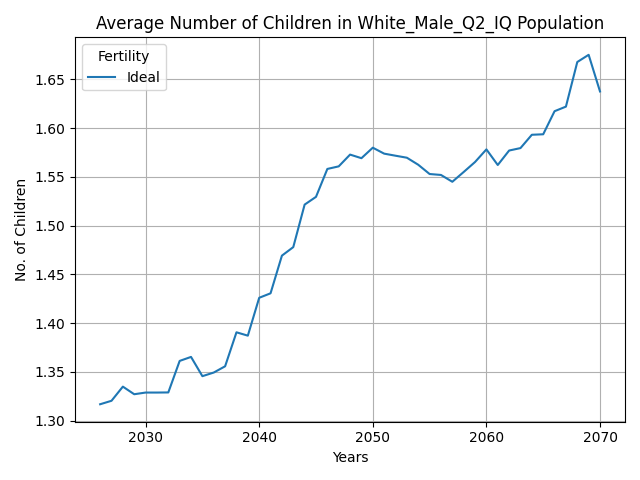 Average Number of Children in White_Male_Q2_IQ Population
Fertility
Ideal
No. of Children
1.65
1.60
1.55
1.50
1.45
1.40
1.35
1.30
2030 2040 2050 2060 2070
Years